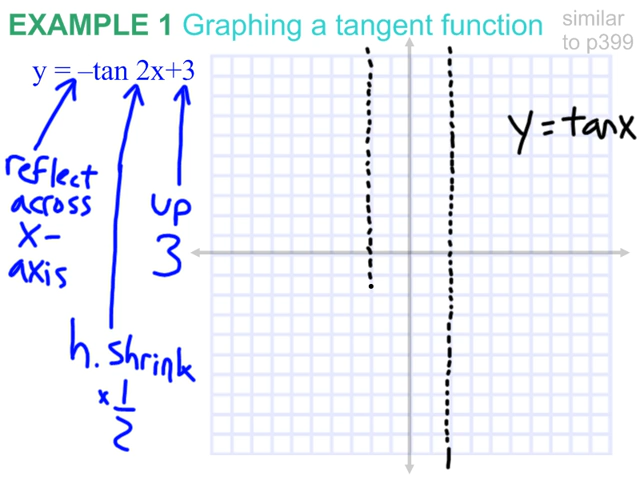 EXAMPLE 1 Graphing a tangent function
similar
to p399
y = –tan 2x+3
y = tanx
reflect
across
x-
axis
up
3
h. shrink
x 1/2